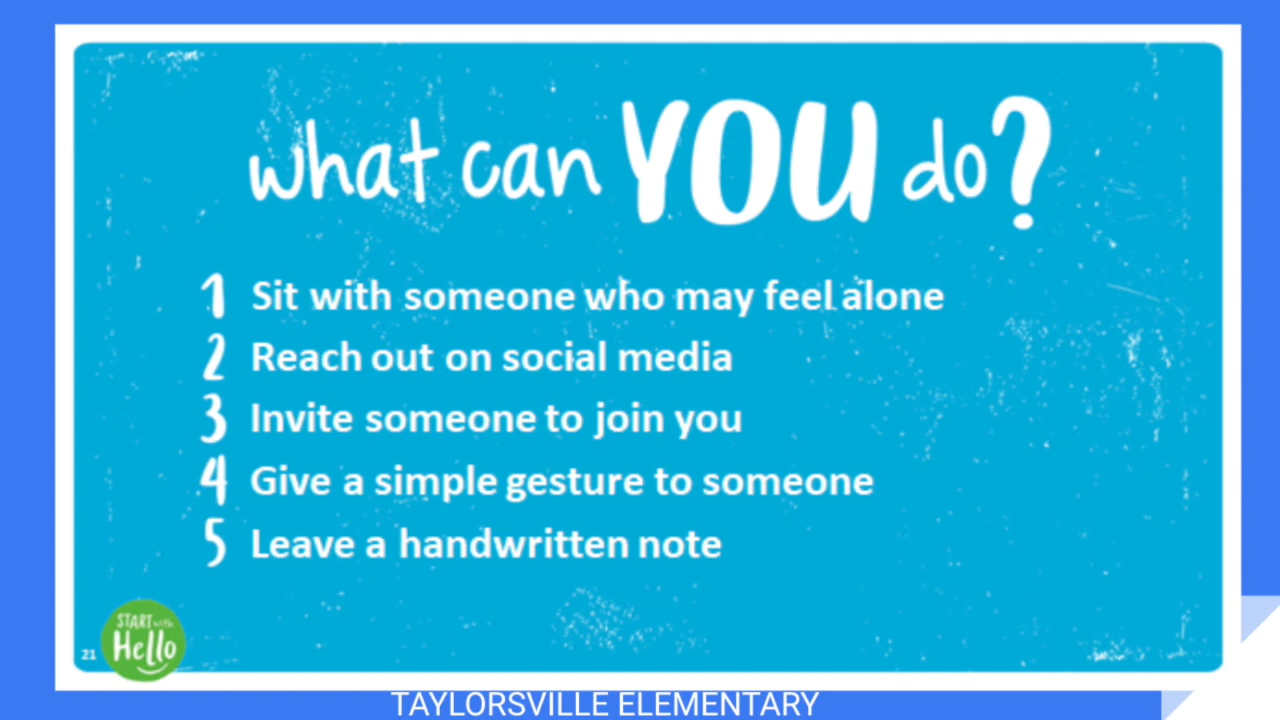 what can YOU do?
1 Sit with someone who may feel alone
2 Reach out on social media
3 Invite someone to join you
4 Give a simple gesture to someone
5 Leave a handwritten note
START with
Hello
21
TAYLORSVILLE ELEMENTARY